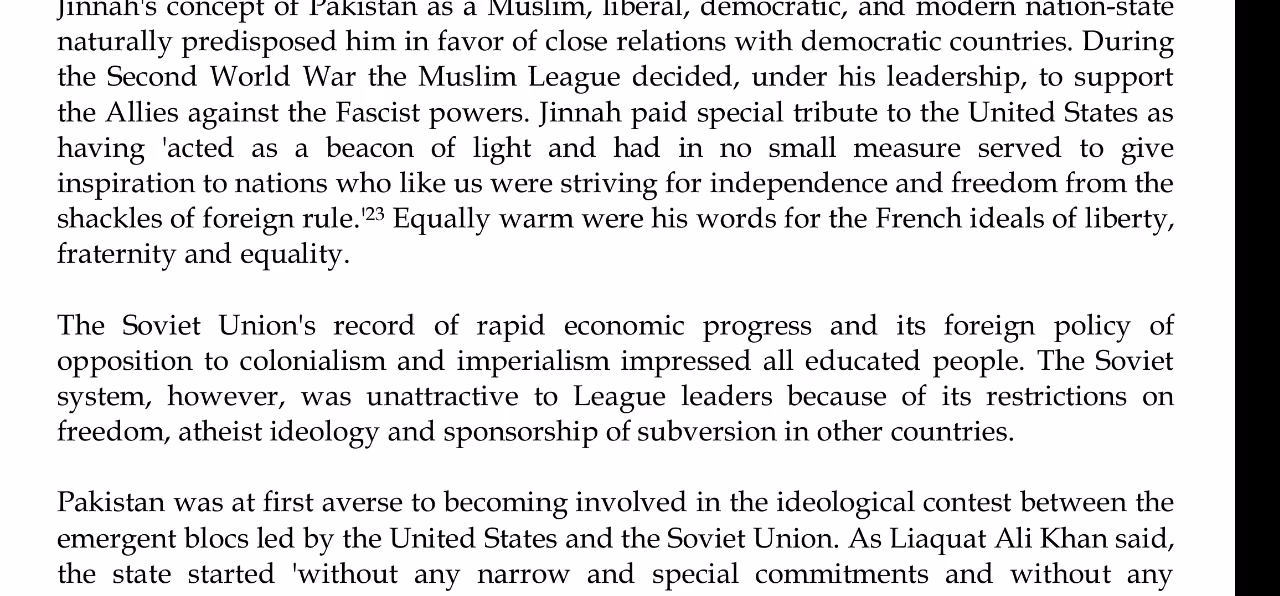 Jinnah's concept of Pakistan as a Muslim, liberal, democratic, and modern nation-state
naturally predisposed him in favor of close relations with democratic countries. During
the Second World War the Muslim League decided, under his leadership, to support
the Allies against the Fascist powers. Jinnah paid special tribute to the United States as
having 'acted as a beacon of light and had in no small measure served to give
inspiration to nations who like us were striving for independence and freedom from the
shackles of foreign rule.'23 Equally warm were his words for the French ideals of liberty,
fraternity and equality.
The Soviet Union's record of rapid economic progress and its foreign policy of
opposition to colonialism and imperialism impressed all educated people. The Soviet
system, however, was unattractive to League leaders because of its restrictions on
freedom, atheist ideology and sponsorship of subversion in other countries.
Pakistan was at first averse to becoming involved in the ideological contest between the
emergent blocs led by the United States and the Soviet Union. As Liaquat Ali Khan said,
the state started 'without any narrow and special commitments and without any